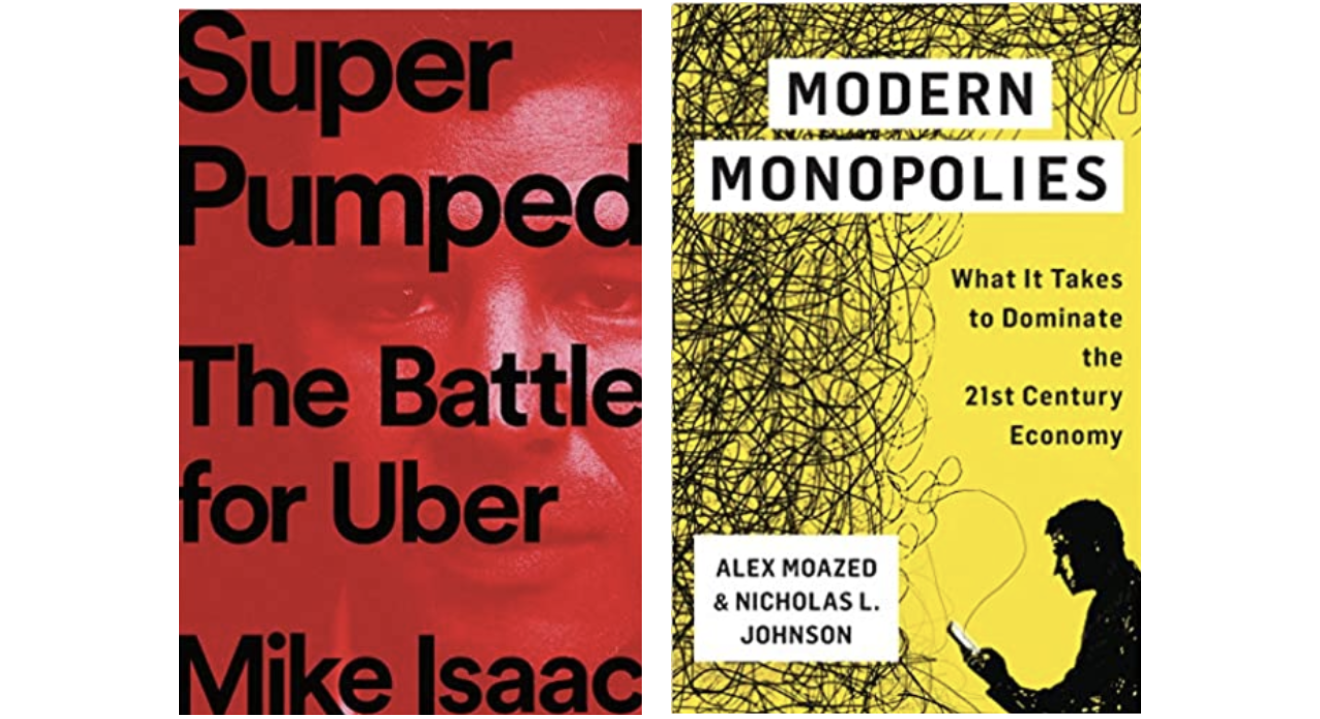 Super
Pumped
The Battle
for Uber
Mike Isaac
MODERN
MONOPOLIES
What It Takes
to Dominate
the
21st Century
Economy
ALEX MOAZED
& NICHOLAS L.
JOHNSON